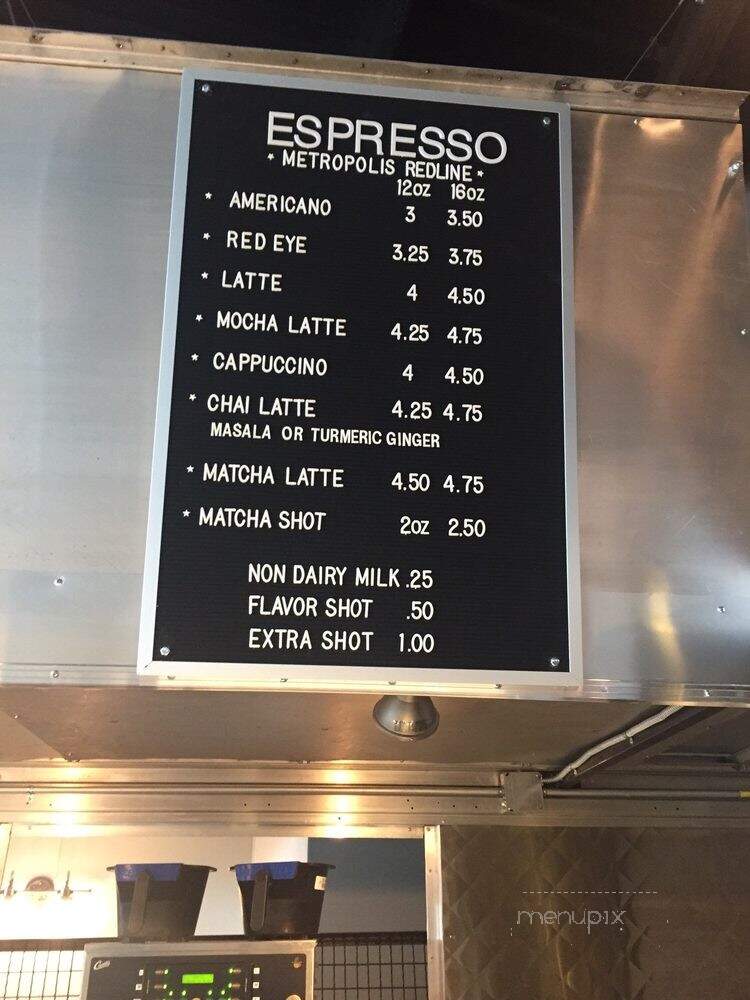 ESPRESSO
* METROPOLIS REDLINE *
12oz 16oz
* AMERICANO 3 3.50
* RED EYE 3.25 3.75
* LATTE 4 4.50
* MOCHA LATTE 4.25 4.75
* CAPPUCCINO 4 4.50
* CHAI LATTE 4.25 4.75
MASALA OR TURMERIC GINGER
* MATCHA LATTE 4.50 4.75
* MATCHA SHOT 2oz 2.50
NON DAIRY MILK .25
FLAVOR SHOT .50
EXTRA SHOT 1.00
menupix
Curtis